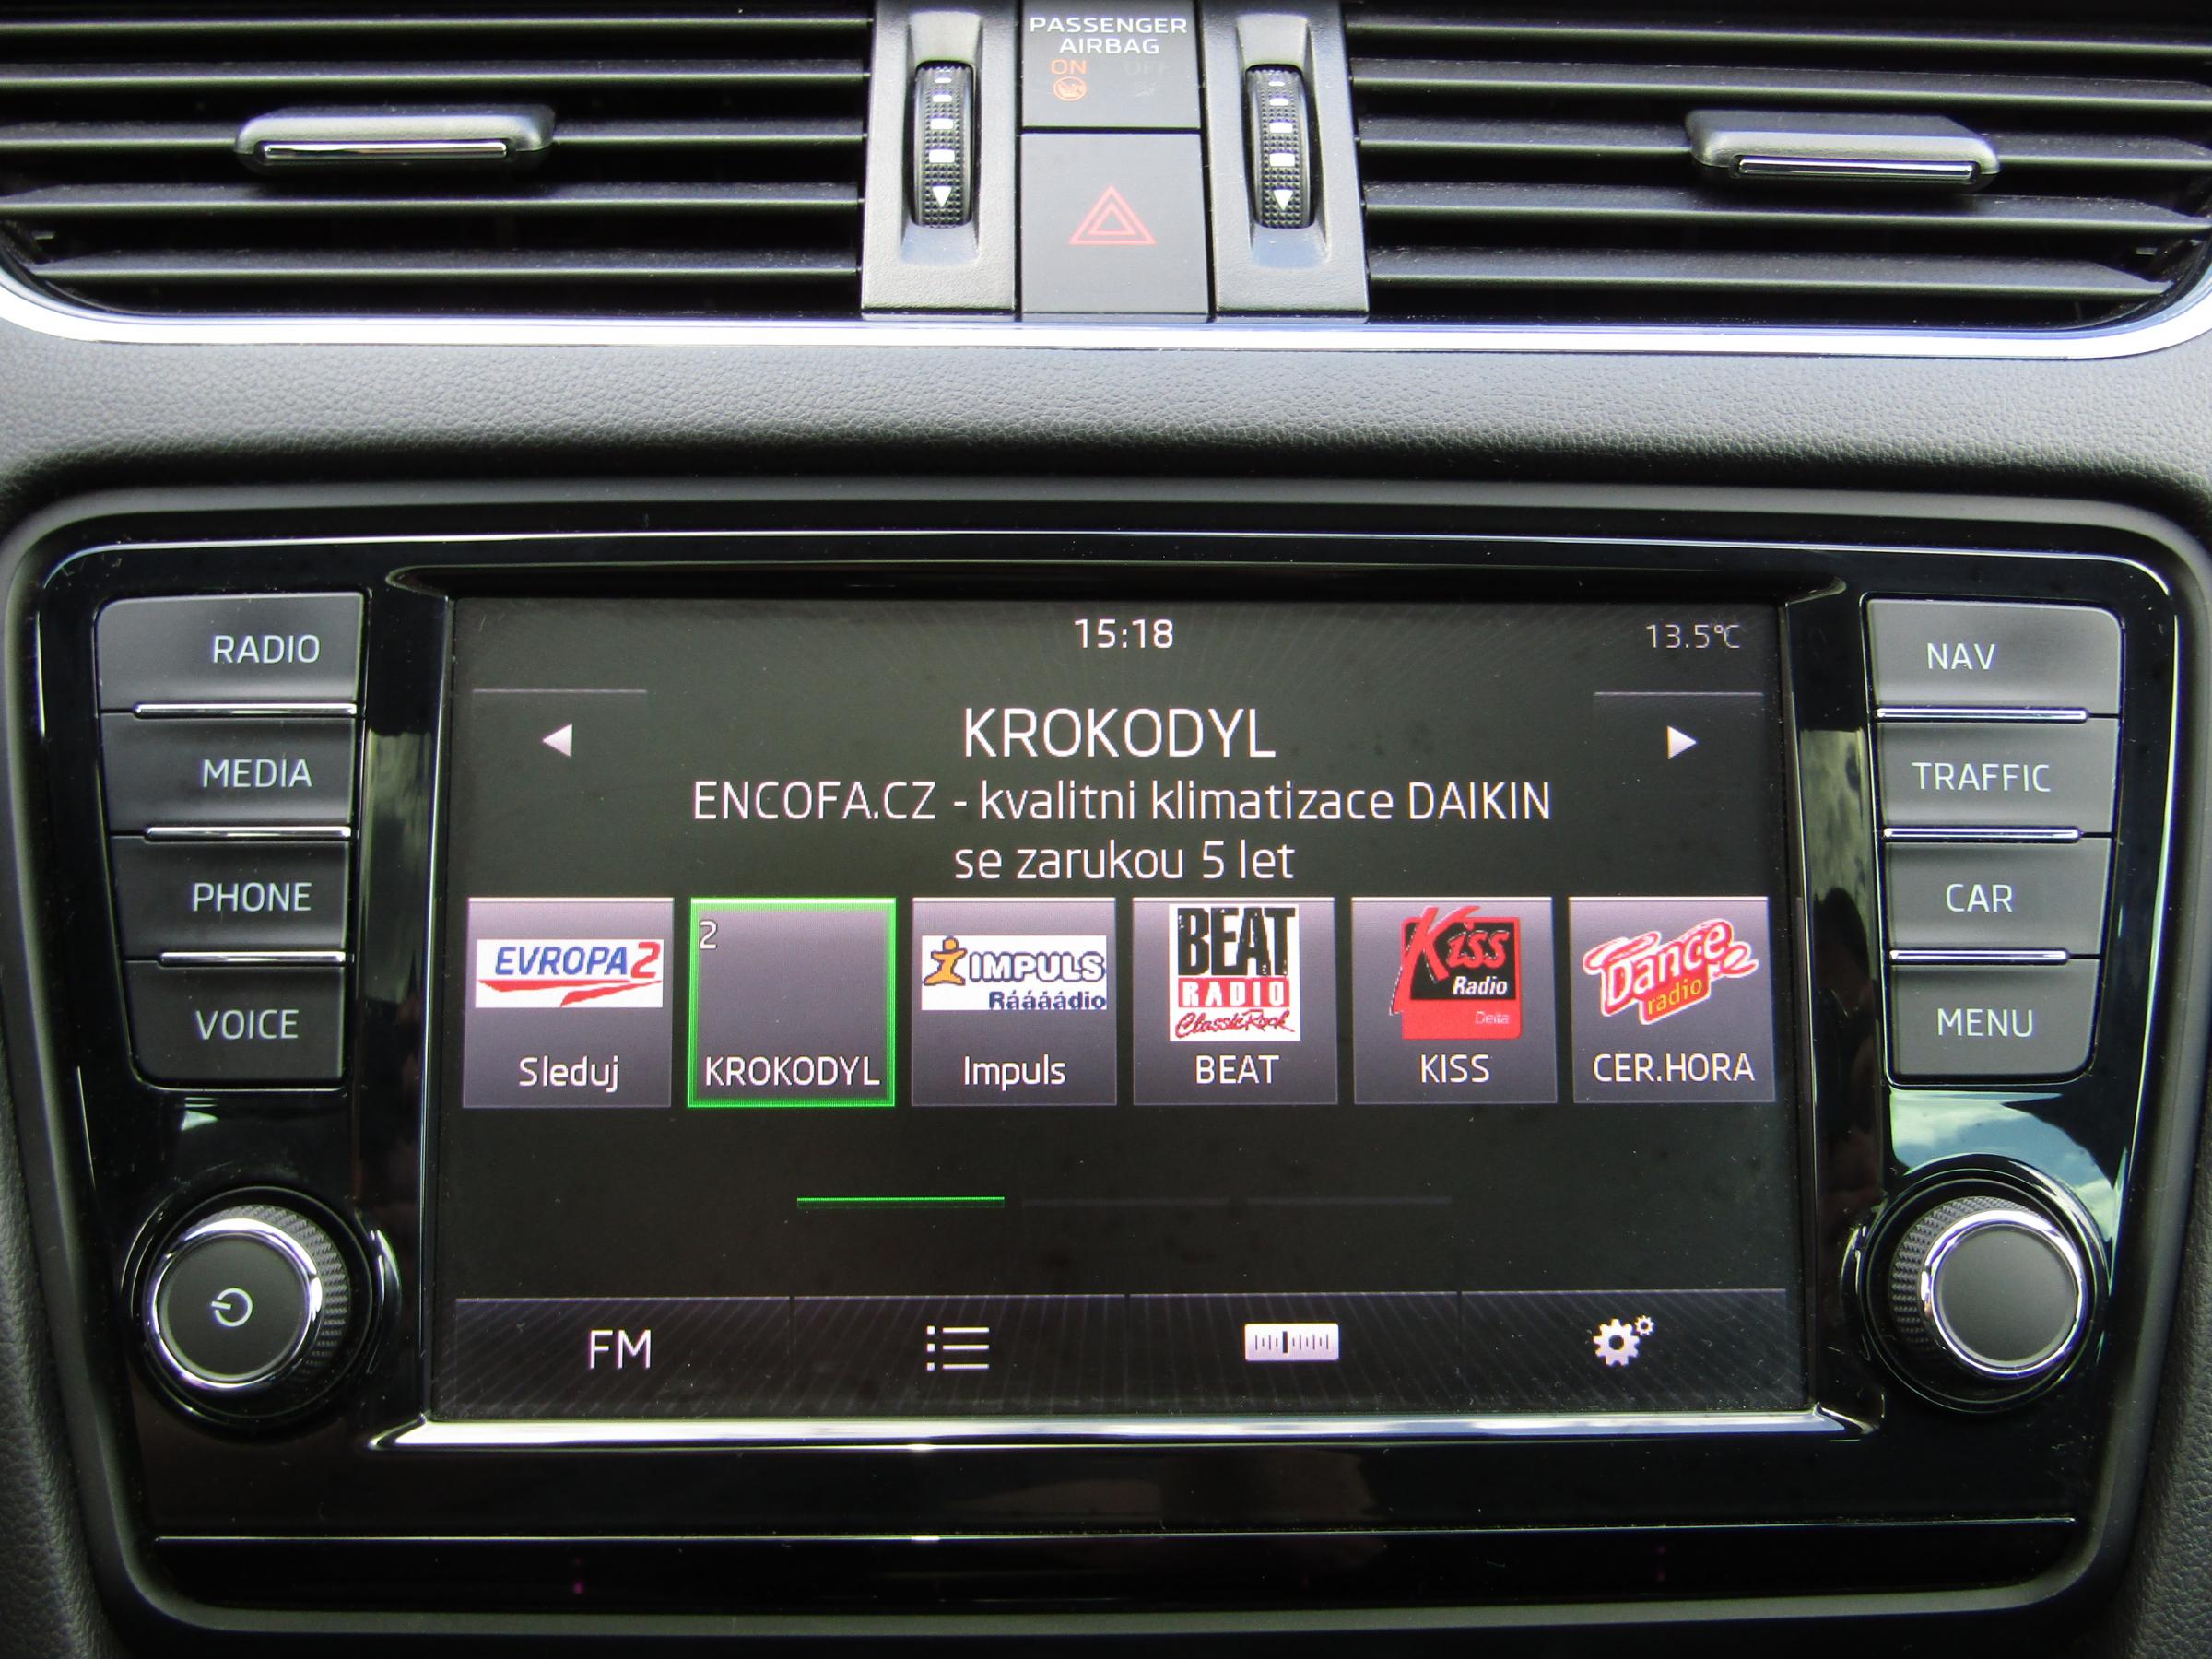 PASSENGER
AIRBAG
ON OFF
RADIO
MEDIA
PHONE
VOICE
15:18
13.5°C
KROKODYL
ENCOFA.CZ - kvalitni klimatizace DAIKIN
se zarukou 5 let
EVROPA 2
Sleduj
2
KROKODYL
IMPULS
Ráááádio
Impuls
BEAT
RADIO
Classic Rock
BEAT
Kiss
Radio
Delta
KISS
Dance
radio
CER.HORA
FM
NAV
TRAFFIC
CAR
MENU